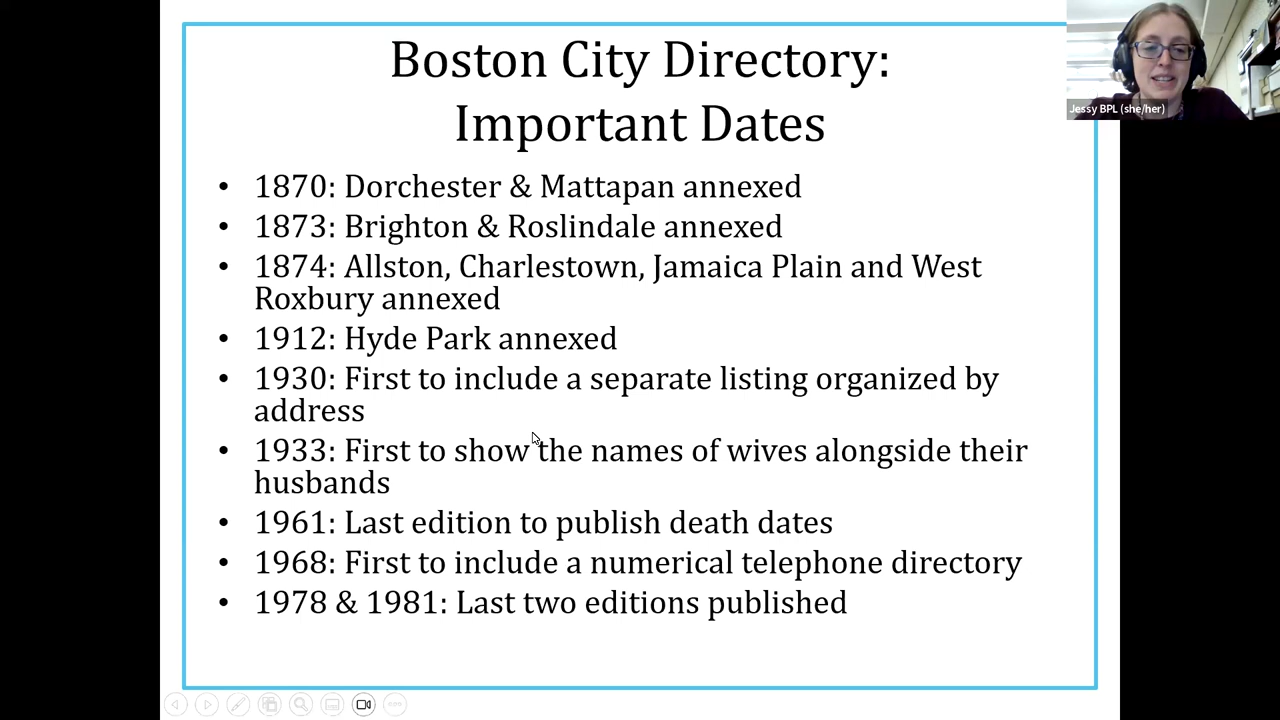 Boston City Directory:
Important Dates
Jessy BPL (she/her)
• 1870: Dorchester & Mattapan annexed
• 1873: Brighton & Roslindale annexed
• 1874: Allston, Charlestown, Jamaica Plain and West
Roxbury annexed
• 1912: Hyde Park annexed
• 1930: First to include a separate listing organized by
address
• 1933: First to show the names of wives alongside their
husbands
• 1961: Last edition to publish death dates
• 1968: First to include a numerical telephone directory
• 1978 & 1981: Last two editions published